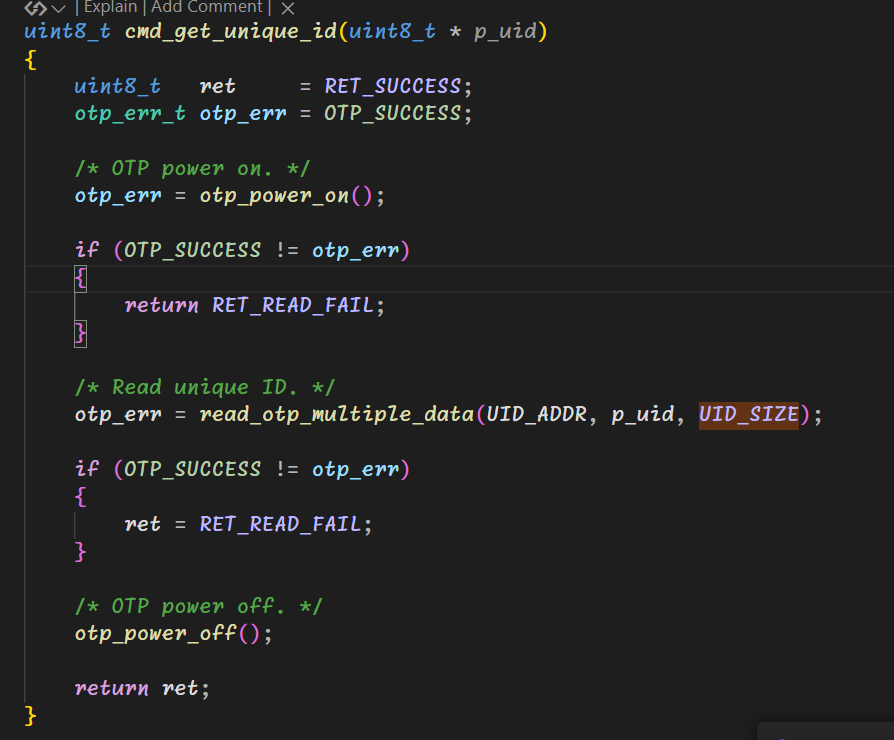 | Explain | Add Comment | ×
uint8_t cmd_get_unique_id(uint8_t * p_uid)
{
    uint8_t   ret     = RET_SUCCESS;
    otp_err_t otp_err = OTP_SUCCESS;

    /* OTP power on. */
    otp_err = otp_power_on();

    if (OTP_SUCCESS != otp_err)
    {
        return RET_READ_FAIL;
    }

    /* Read unique ID. */
    otp_err = read_otp_multiple_data(UID_ADDR, p_uid, UID_SIZE);

    if (OTP_SUCCESS != otp_err)
    {
        ret = RET_READ_FAIL;
    }

    /* OTP power off. */
    otp_power_off();

    return ret;
}